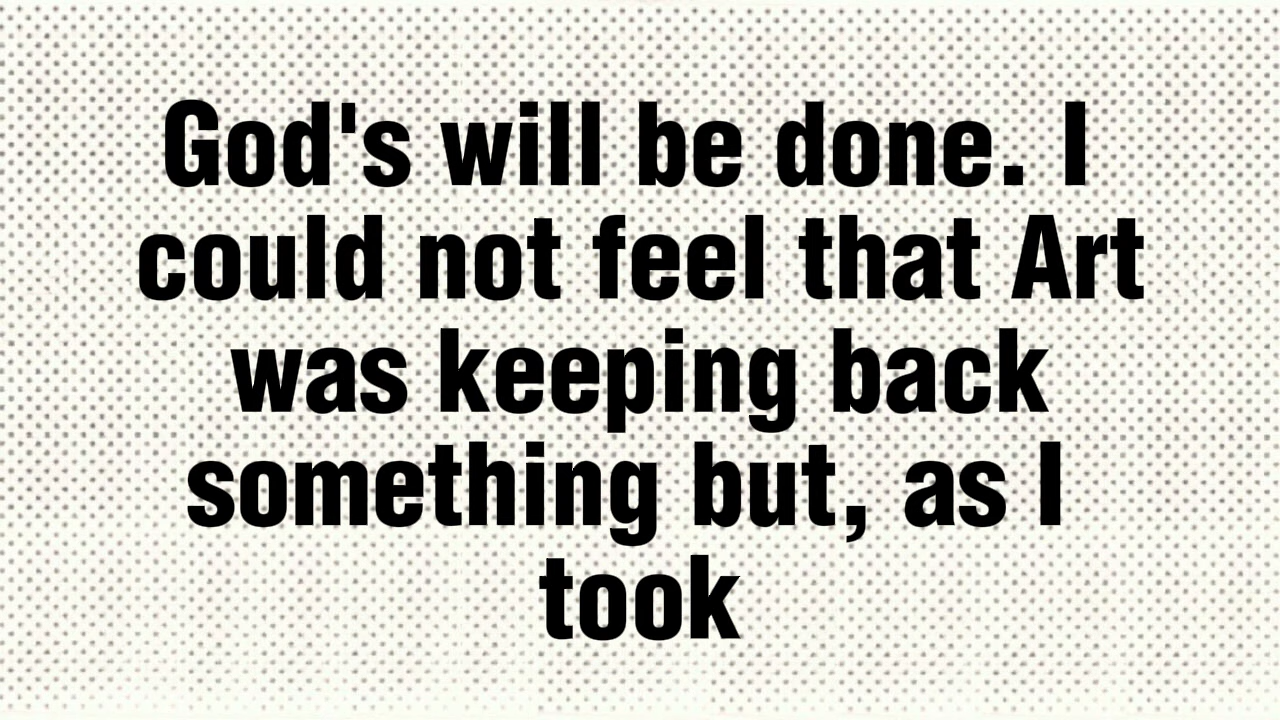 God's will be done. I
could not feel that Art
was keeping back
something but, as I
took